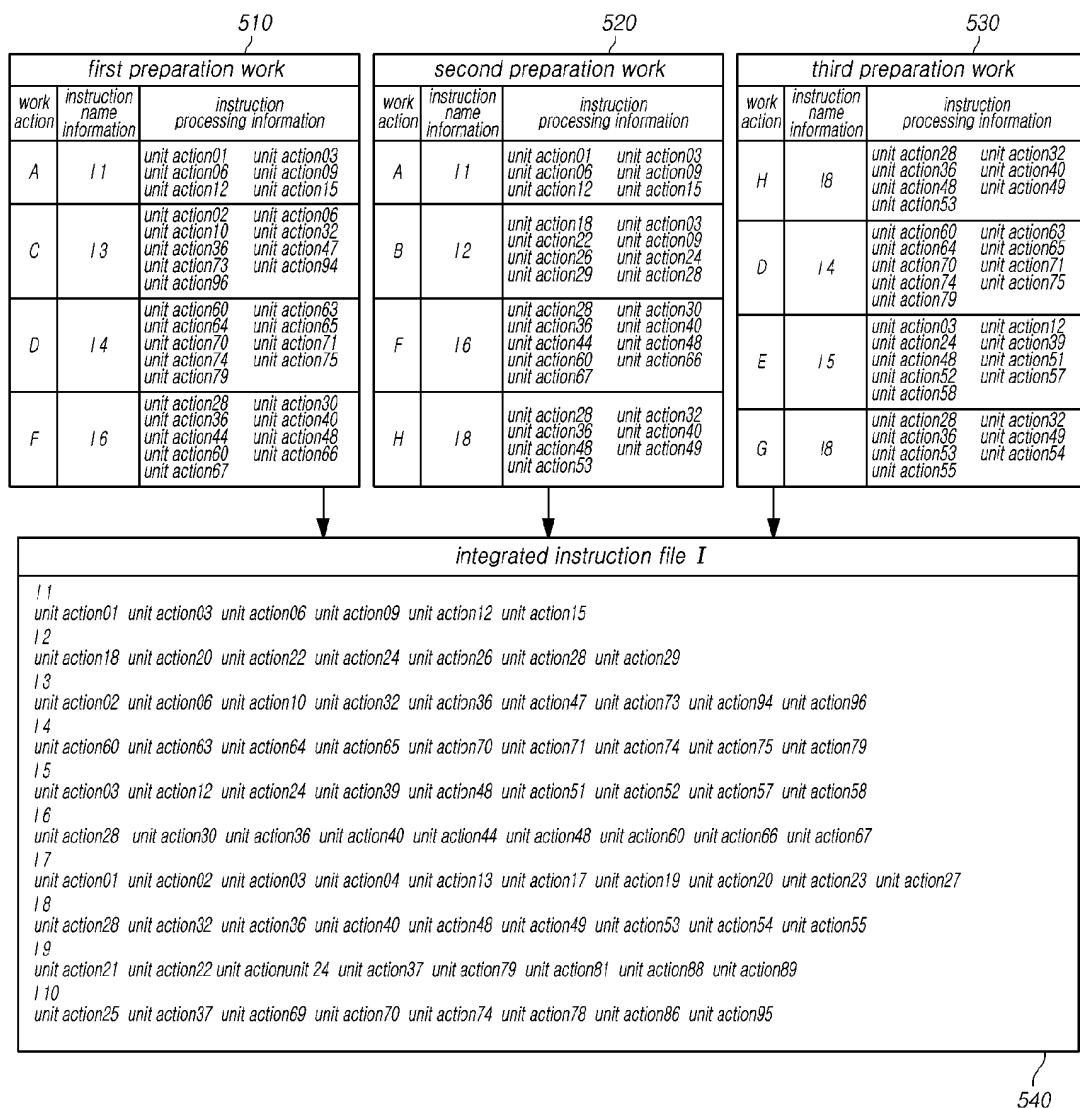 510
520
530
first preparation work
work action
instruction name information
instruction processing information
A
I 1
unit action01 unit action03
unit action06 unit action09
unit action12 unit action15
C
I 3
unit action02 unit action06
unit action10 unit action32
unit action36 unit action47
unit action73 unit action94
unit action96
D
I 4
unit action60 unit action63
unit action64 unit action65
unit action70 unit action71
unit action74 unit action75
unit action79
F
I 6
unit action28 unit action30
unit action36 unit action40
unit action44 unit action48
unit action60 unit action66
unit action67
second preparation work
work action
instruction name information
instruction processing information
A
I 1
unit action01 unit action03
unit action06 unit action09
unit action12 unit action15
B
I 2
unit action18 unit action03
unit action22 unit action09
unit action26 unit action24
unit action29 unit action28
F
I 6
unit action28 unit action30
unit action36 unit action40
unit action44 unit action48
unit action60 unit action66
unit action67
H
I 8
unit action28 unit action32
unit action36 unit action40
unit action48 unit action49
unit action53
third preparation work
work action
instruction name information
instruction processing information
H
I8
unit action28 unit action32
unit action36 unit action40
unit action48 unit action49
unit action53
D
I 4
unit action60 unit action63
unit action64 unit action65
unit action70 unit action71
unit action74 unit action75
unit action79
E
I 5
unit action03 unit action12
unit action24 unit action39
unit action48 unit action51
unit action52 unit action57
unit action58
G
I8
unit action28 unit action32
unit action36 unit action49
unit action53 unit action54
unit action55
integrated instruction file I
I 1
unit action01 unit action03 unit action06 unit action09 unit action12 unit action15
I 2
unit action18 unit action20 unit action22 unit action24 unit action26 unit action28 unit action29
I 3
unit action02 unit action06 unit action10 unit action32 unit action36 unit action47 unit action73 unit action94 unit action96
I 4
unit action60 unit action63 unit action64 unit action65 unit action70 unit action71 unit action74 unit action75 unit action79
I 5
unit action03 unit action12 unit action24 unit action39 unit action48 unit action51 unit action52 unit action57 unit action58
I 6
unit action28 unit action30 unit action36 unit action40 unit action44 unit action48 unit action60 unit action66 unit action67
I 7
unit action01 unit action02 unit action03 unit action04 unit action13 unit action17 unit action19 unit action20 unit action23 unit action27
I 8
unit action28 unit action32 unit action36 unit action40 unit action48 unit action49 unit action53 unit action54 unit action55
I 9
unit action21 unit action22 unit actionunit 24 unit action37 unit action79 unit action81 unit action88 unit action89
I 10
unit action25 unit action37 unit action69 unit action70 unit action74 unit action78 unit action86 unit action95
540